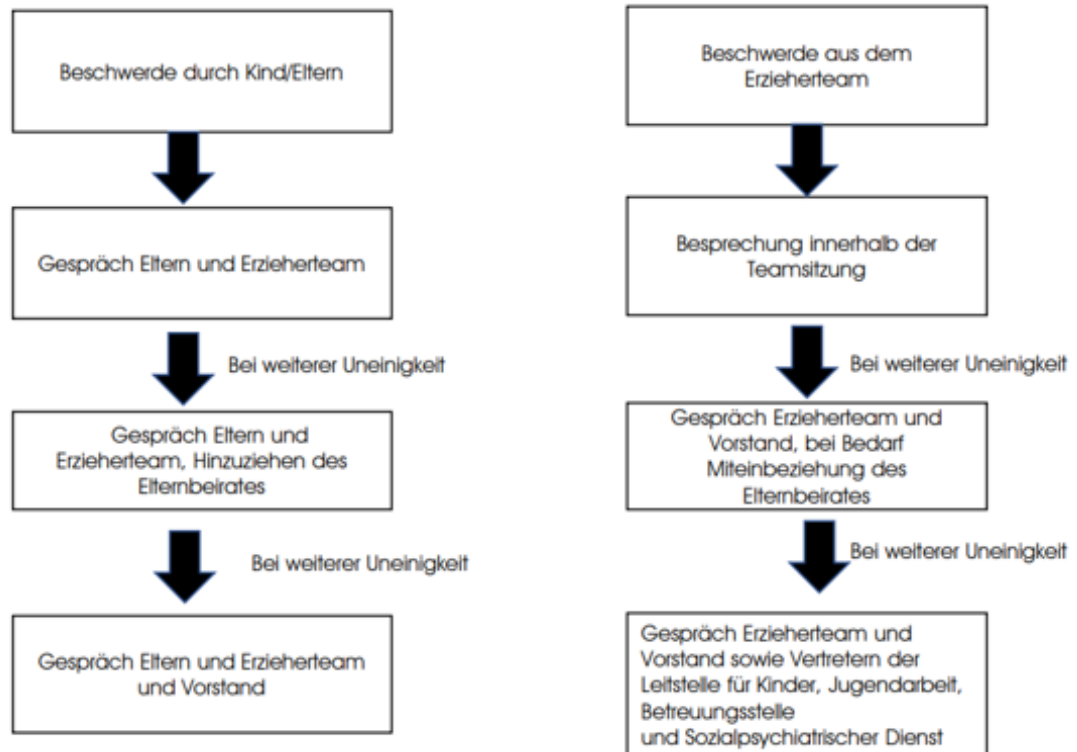 Beschwerde durch Kind/Eltern
Gespräch Eltern und Erzieherteam
Bei weiterer Uneinigkeit
Gespräch Eltern und
Erzieherteam, Hinzuziehen des
Elternbeirates
Bei weiterer Uneinigkeit
Gespräch Eltern und Erzieherteam
und Vorstand
Beschwerde aus dem
Erzieherteam
Besprechung innerhalb der
Teamsitzung
Bei weiterer Uneinigkeit
Gespräch Erzieherteam und
Vorstand, bei Bedarf
Miteinbeziehung des
Elternbeirates
Bei weiterer Uneinigkeit
Gespräch Erzieherteam und
Vorstand sowie Vertretern der
Leitstelle für Kinder, Jugendarbeit,
Betreuungsstelle
und Sozialpsychiatrischer Dienst